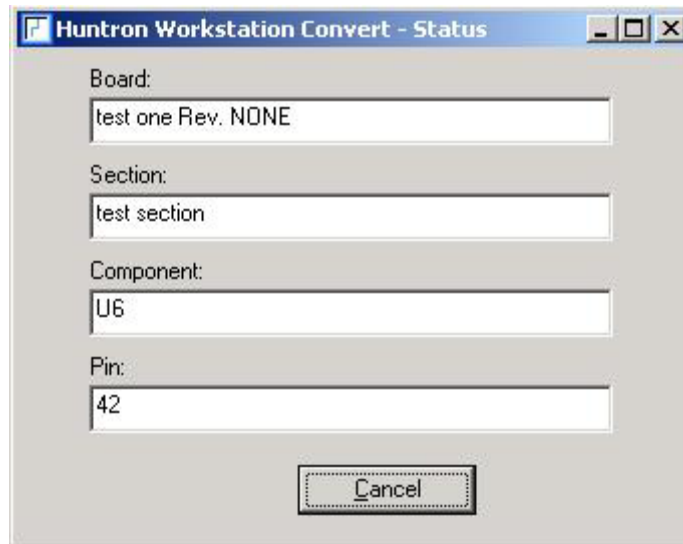 Huntron Workstation Convert - Status
Board:
test one Rev. NONE
Section:
test section
Component:
U6
Pin:
42
Cancel